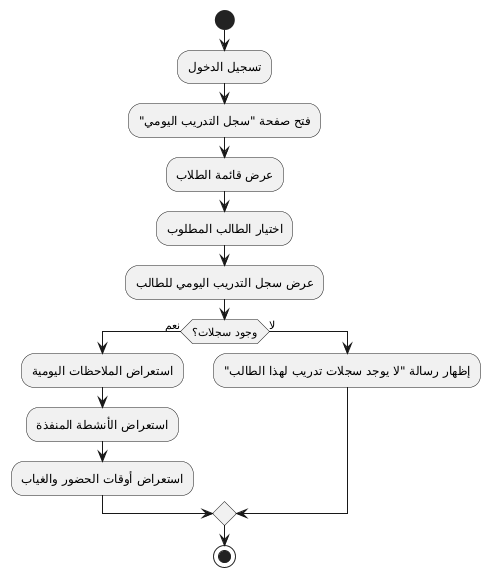 تسجيل الدخول
فتح صفحة "سجل التدريب اليومي"
عرض قائمة الطلاب
اختيار الطالب المطلوب
عرض سجل التدريب اليومي للطالب
وجود سجلات؟
نعم
لا
استعراض الملاحظات اليومية
إظهار رسالة "لا يوجد سجلات تدريب لهذا الطالب"
استعراض الأنشطة المنفذة
استعراض أوقات الحضور والغياب